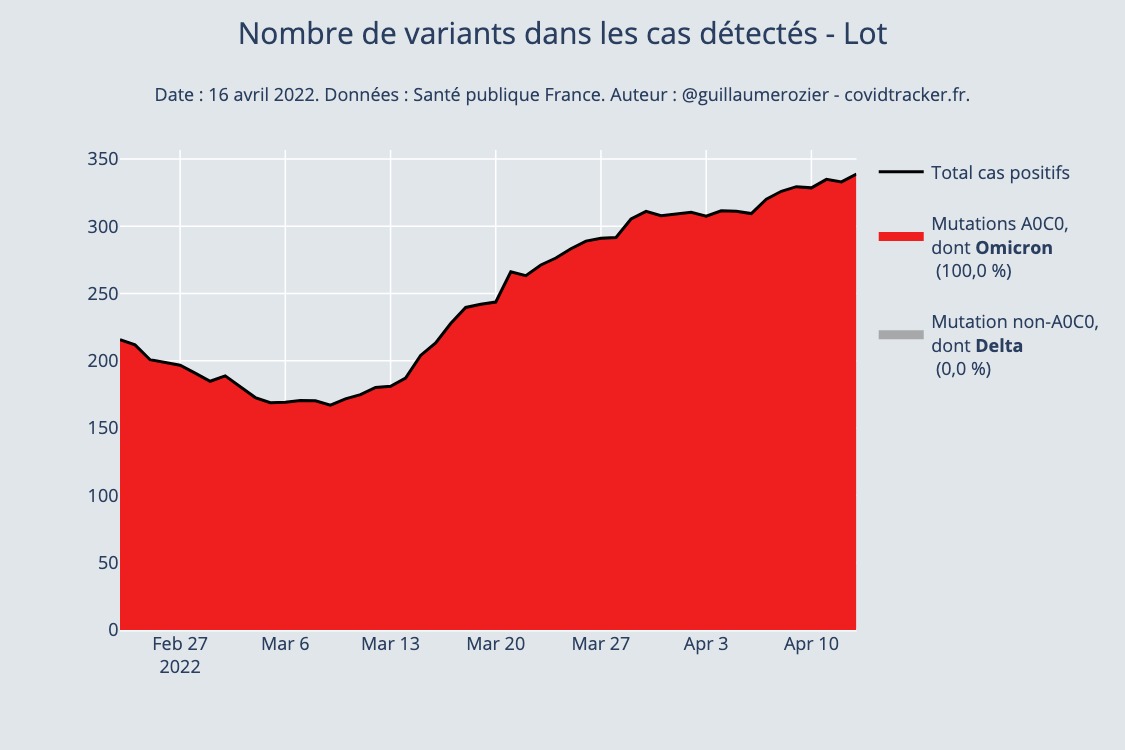 Nombre de variants dans les cas détectés - Lot
Date : 16 avril 2022. Données : Santé publique France. Auteur : @guillaumerozier - covidtracker.fr.
350
300
250
200
150
100
50
0
Feb 27
2022
Mar 6
Mar 13
Mar 20
Mar 27
Apr 3
Apr 10
Total cas positifs
Mutations A0C0,
dont Omicron
(100,0 %)
Mutation non-A0C0,
dont Delta
(0,0 %)